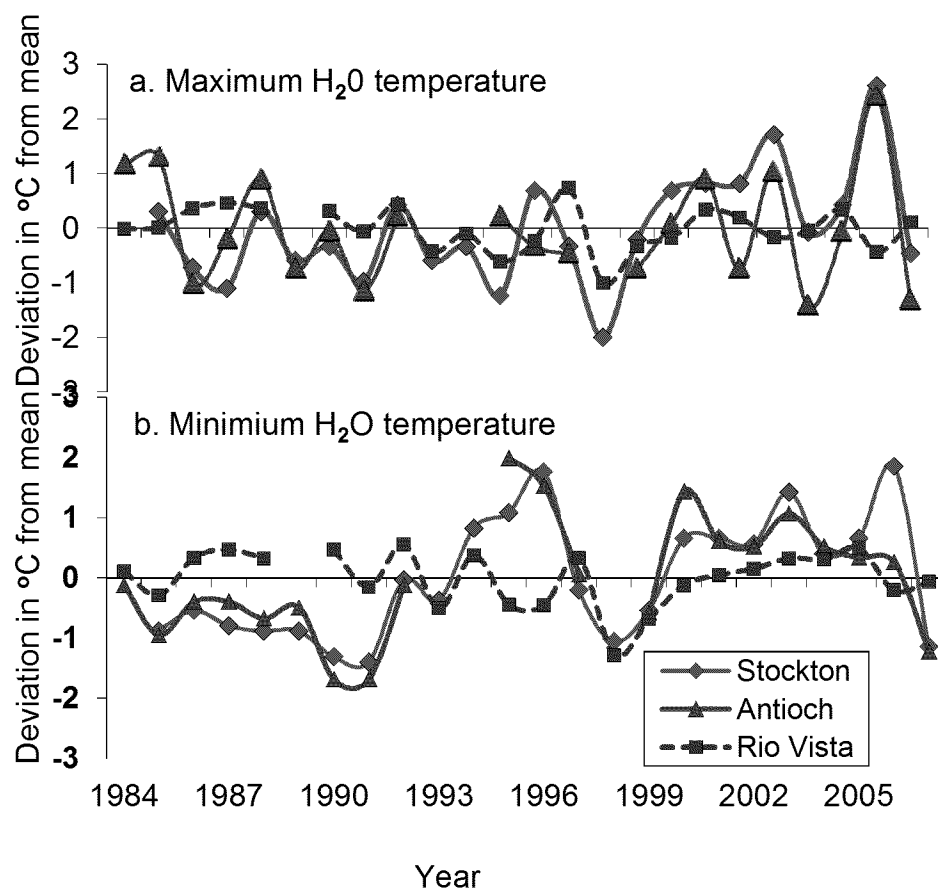 Deviation in ºC from mean
3
2
1
0
-1
-2
-3
a. Maximum H₂0 temperature
Deviation in ºC from mean
3
2
1
0
-1
-2
-3
b. Minimium H₂O temperature
Stockton
Antioch
Rio Vista
1984 1987 1990 1993 1996 1999 2002 2005
Year